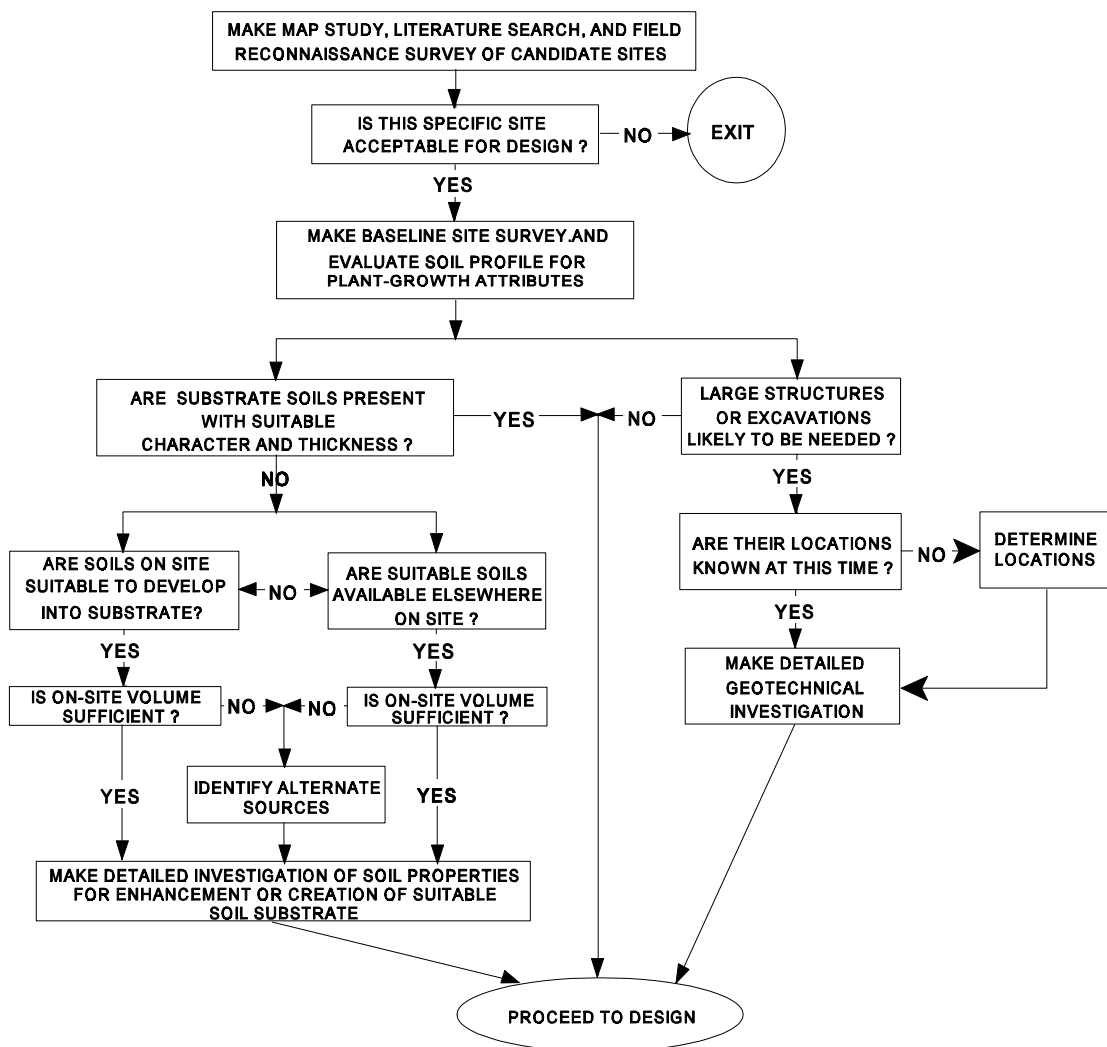 MAKE MAP STUDY, LITERATURE SEARCH, AND FIELD
RECONNAISSANCE SURVEY OF CANDIDATE SITES
IS THIS SPECIFIC SITE
ACCEPTABLE FOR DESIGN ?
NO
EXIT
YES
MAKE BASELINE SITE SURVEY.AND
EVALUATE SOIL PROFILE FOR
PLANT-GROWTH ATTRIBUTES
ARE SUBSTRATE SOILS PRESENT
WITH SUITABLE
CHARACTER AND THICKNESS ?
YES
NO
LARGE STRUCTURES
OR EXCAVATIONS
LIKELY TO BE NEEDED ?
NO
YES
ARE SOILS ON SITE
SUITABLE TO DEVELOP
INTO SUBSTRATE?
NO
ARE SUITABLE SOILS
AVAILABLE ELSEWHERE
ON SITE ?
ARE THEIR LOCATIONS
KNOWN AT THIS TIME ?
NO
DETERMINE
LOCATIONS
YES
YES
YES
IS ON-SITE VOLUME
SUFFICIENT ?
NO
NO
IS ON-SITE VOLUME
SUFFICIENT ?
MAKE DETAILED
GEOTECHNICAL
INVESTIGATION
YES
IDENTIFY ALTERNATE
SOURCES
YES
MAKE DETAILED INVESTIGATION OF SOIL PROPERTIES
FOR ENHANCEMENT OR CREATION OF SUITABLE
SOIL SUBSTRATE
PROCEED TO DESIGN